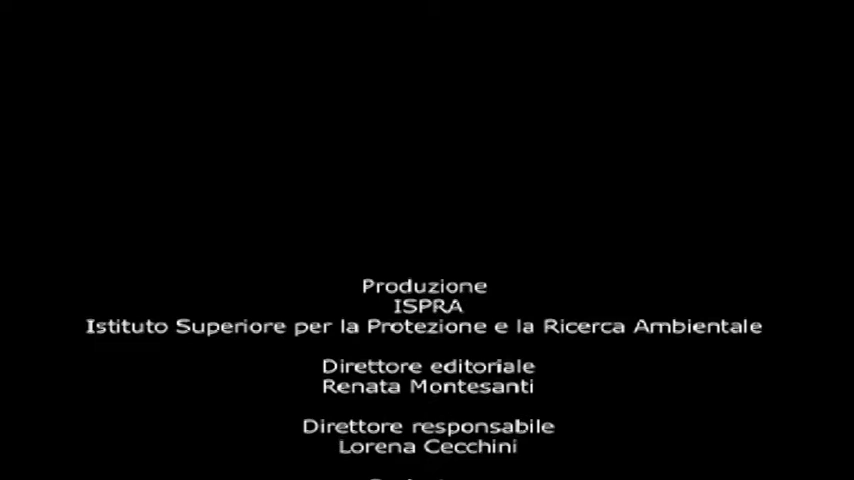 Produzione
ISPRA
Istituto Superiore per la Protezione e la Ricerca Ambientale
Direttore editoriale
Renata Montesanti
Direttore responsabile
Lorena Cecchini